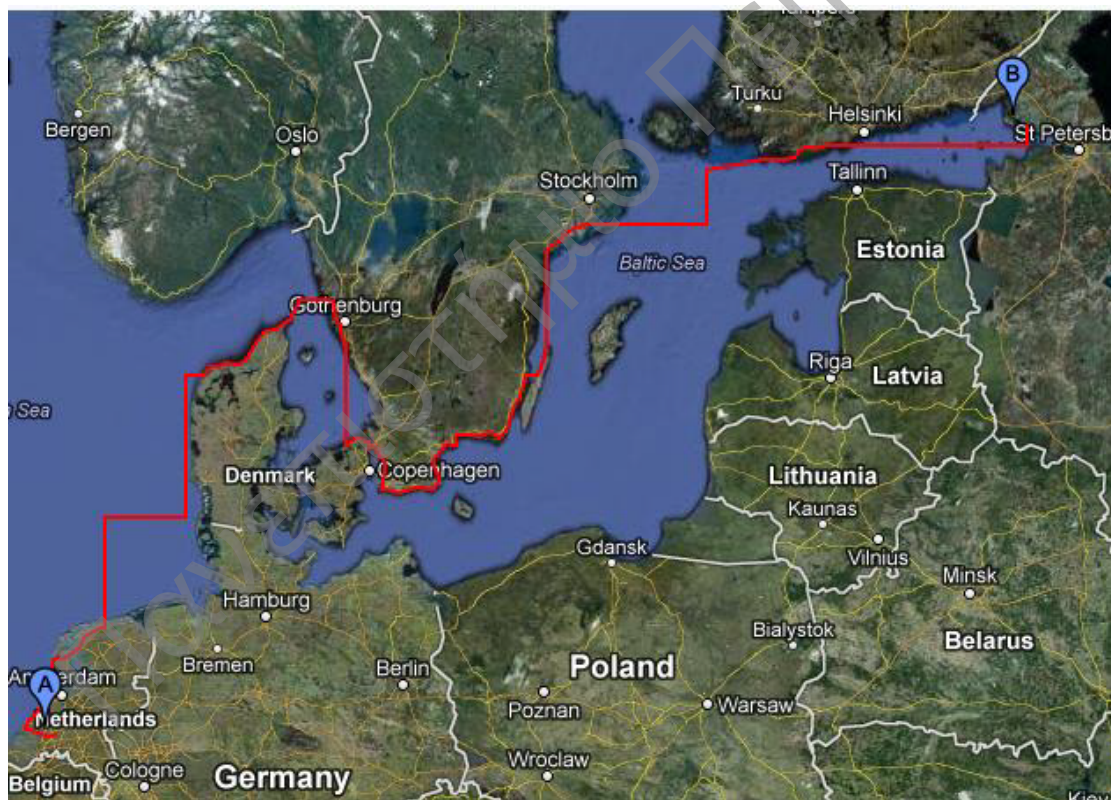 Turku
B
Bergen
Oslo
Helsinki
St Petersb
Stockholm
Tallinn
Estonia
Baltic Sea
Gothenburg
Riga
Latvia
Sea
Denmark
Copenhagen
Lithuania
Kaunas
Gdansk
Vilnius
Minsk
Hamburg
Bialystok
Belarus
Bremen
Berlin
Poland
A
Netherlands
Poznan
Warsaw
Wroclaw
Belgium
Cologne
Germany